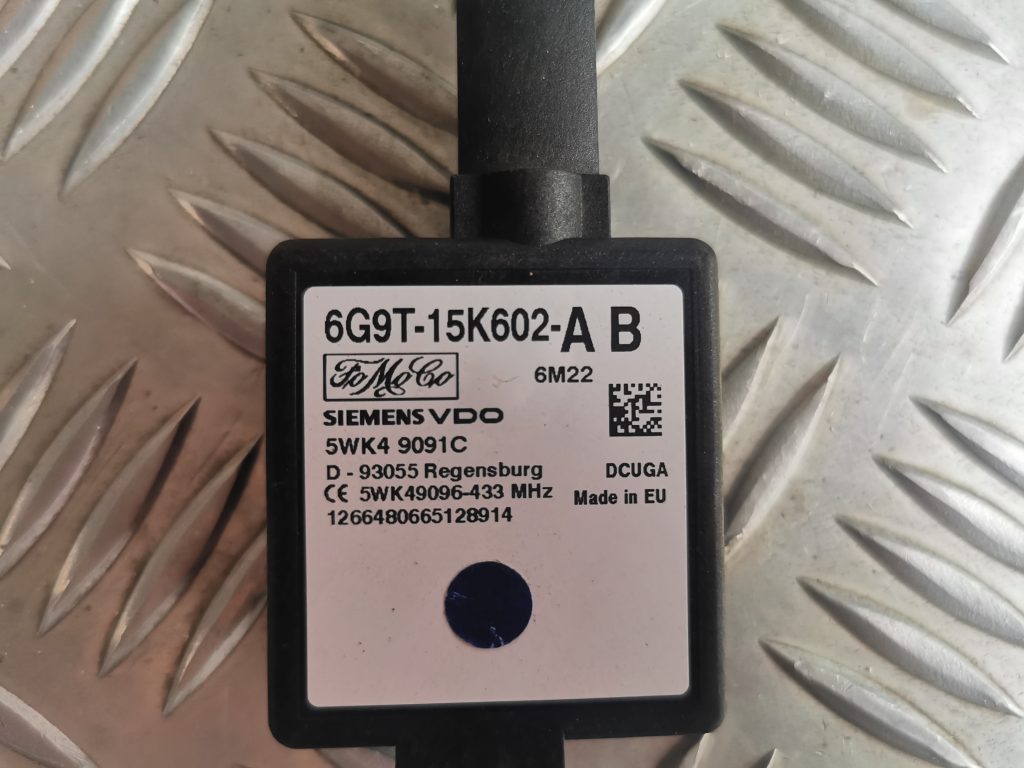 6G9T-15K602-A B
FoMoCo
6M22
SIEMENS VDO
5WK4 9091C
D - 93055 Regensburg
DCUGA
CE 5WK49096-433 MHz
Made in EU
1266480665128914